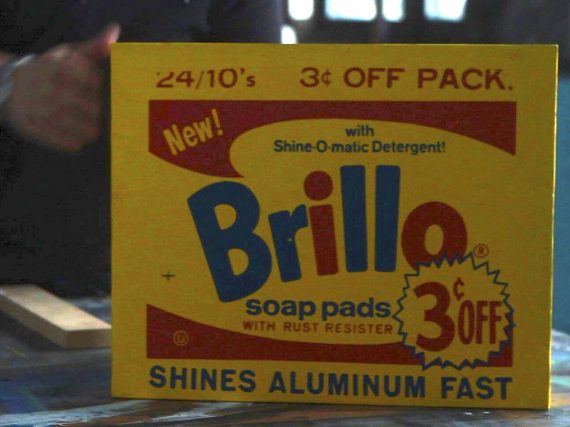 24/10's 3¢ OFF PACK.
New!
with
Shine-O-matic Detergent!
Brillo®
soap pads
WITH RUST RESISTER
3¢ OFF
U
SHINES ALUMINUM FAST